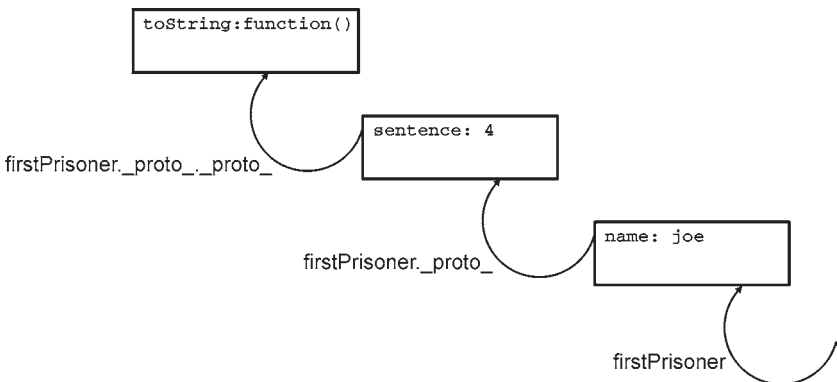 toString:function()
sentence: 4
firstPrisoner._proto_._proto_
name: joe
firstPrisoner._proto_
firstPrisoner